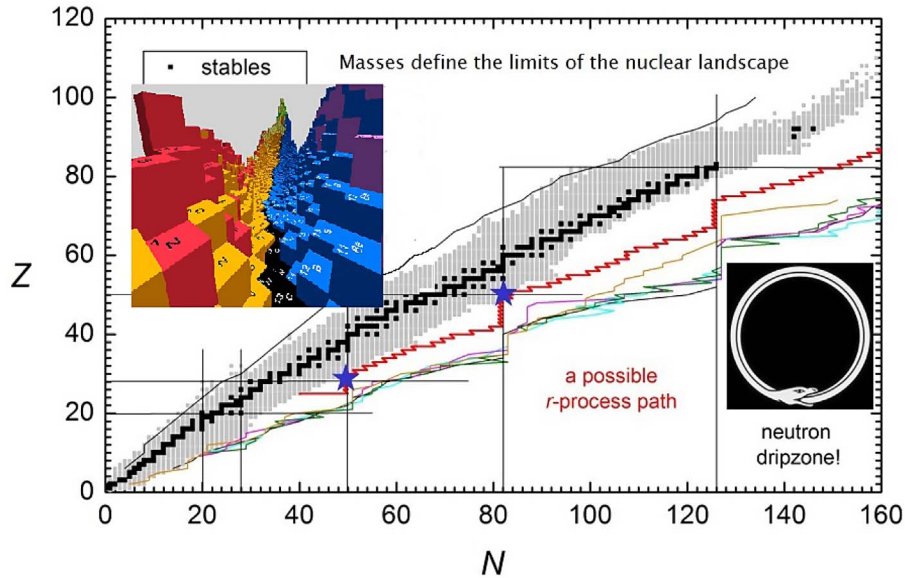 120
Masses define the limits of the nuclear landscape
stables
100
80
60
Z
40
20
0
a possible
r-process path
neutron
dripzone!
0
20
40
60
80
100
120
140
160
N